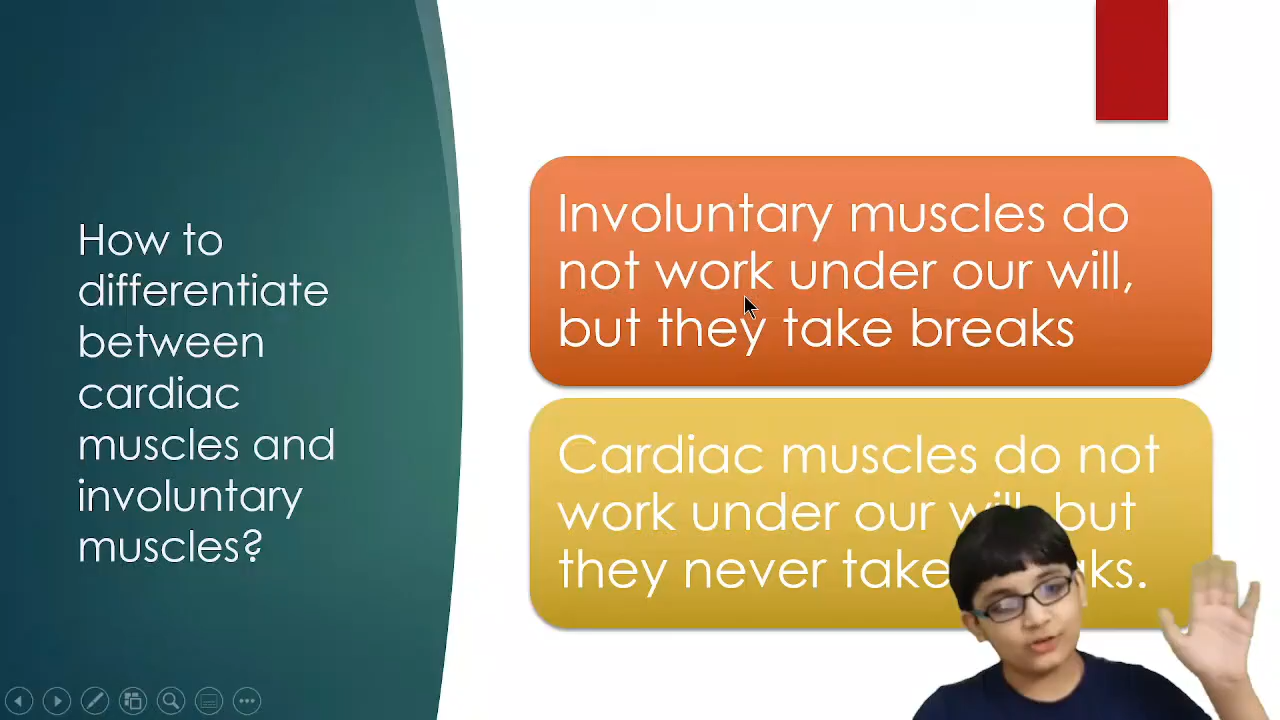 How to
differentiate
between
cardiac
muscles and
involuntary
muscles?
Involuntary muscles do
not work under our will,
but they take breaks
Cardiac muscles do not
work under our will, but
they never take